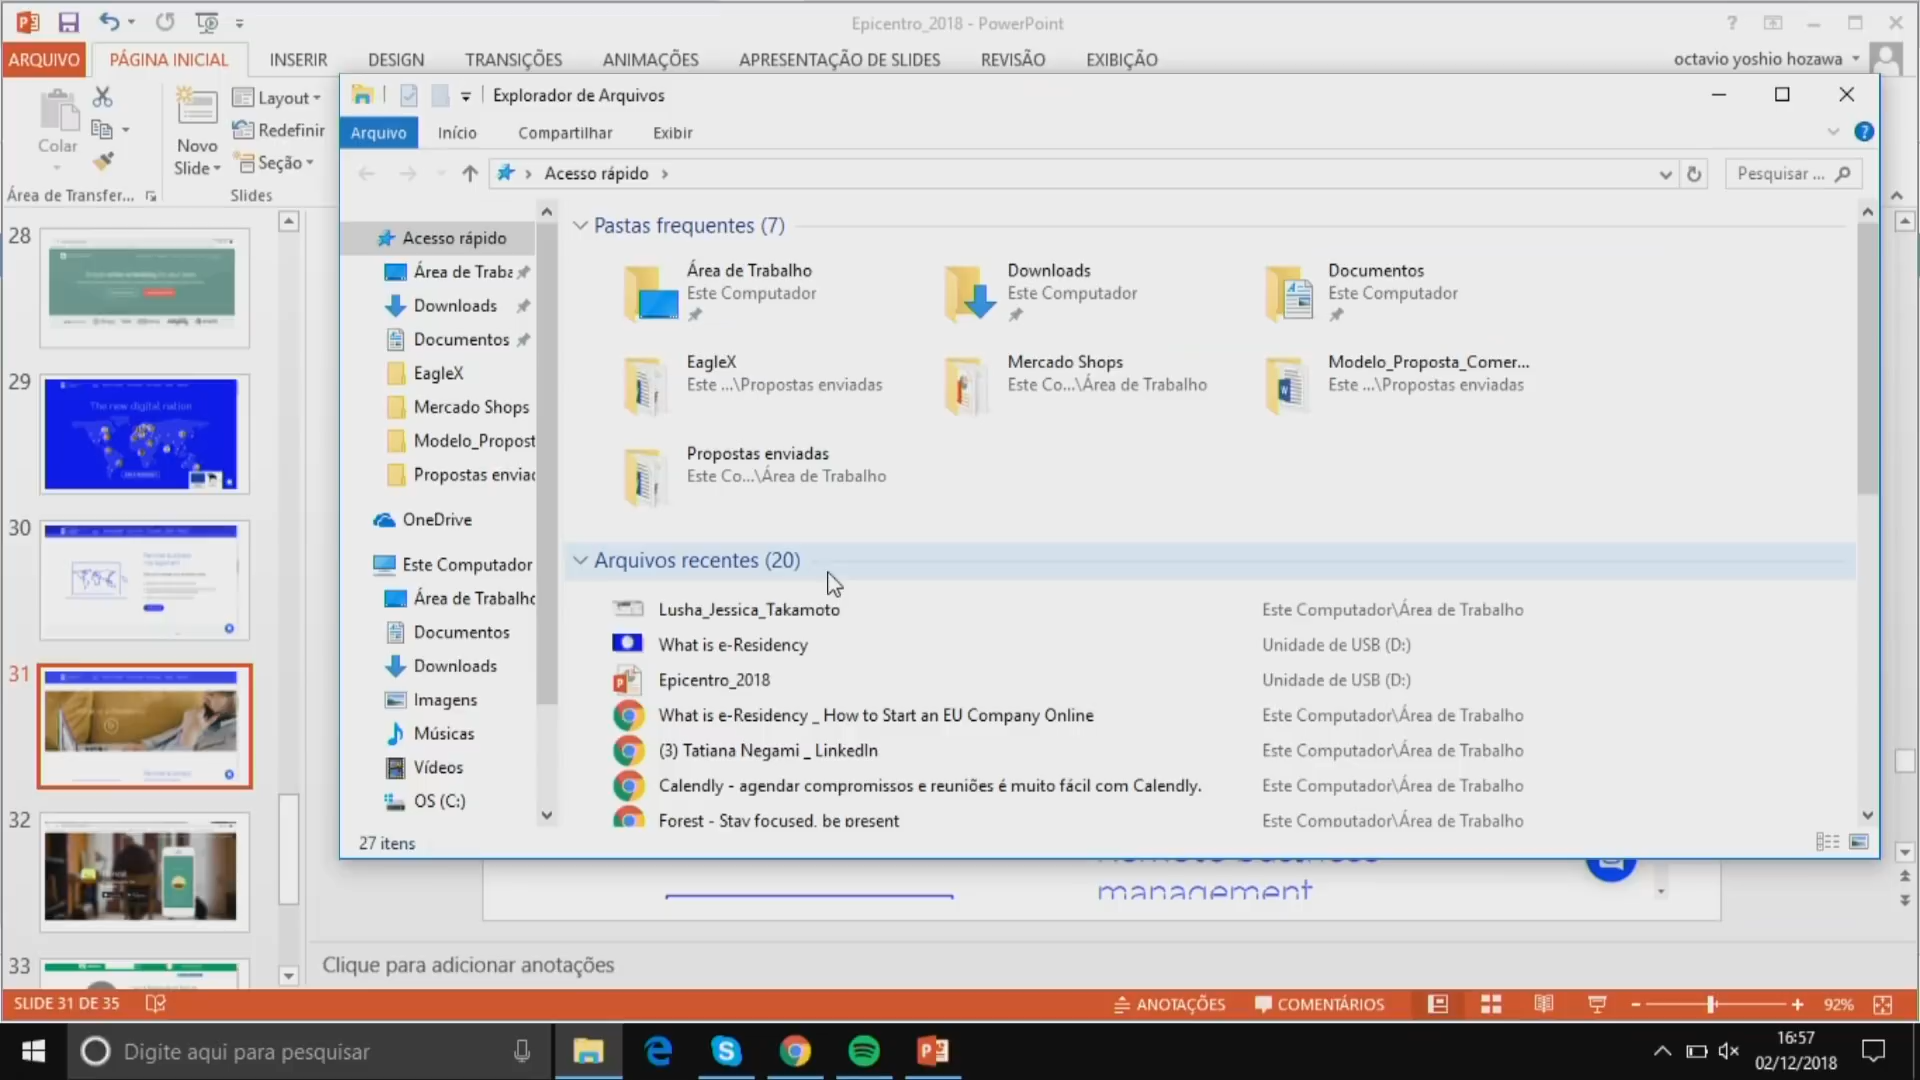 Epicentro_2018 - PowerPoint
ARQUIVO
PÁGINA INICIAL
INSERIR
DESIGN
TRANSIÇÕES
ANIMAÇÕES
APRESENTAÇÃO DE SLIDES
REVISÃO
EXIBIÇÃO
octavio yoshio hozawa
Colar
Novo
Slide
Layout
Redefinir
Seção
Área de Transfer...
Slides
Explorador de Arquivos
Arquivo
Início
Compartilhar
Exibir
Acesso rápido
Pesquisar ...
Acesso rápido
Área de Traba
Downloads
Documentos
EagleX
Mercado Shops
Modelo_Propost
Propostas envia
OneDrive
Este Computador
Área de Trabalho
Documentos
Downloads
Imagens
Músicas
Vídeos
OS (C:)
Pastas frequentes (7)
Área de Trabalho
Este Computador
Downloads
Este Computador
Documentos
Este Computador
EagleX
Este ...\Propostas enviadas
Mercado Shops
Este Co...\Área de Trabalho
Modelo_Proposta_Comer...
Este ...\Propostas enviadas
Propostas enviadas
Este Co...\Área de Trabalho
Arquivos recentes (20)
Lusha_Jessica_Takamoto Este Computador\Área de Trabalho
What is e-Residency Unidade de USB (D:)
Epicentro_2018 Unidade de USB (D:)
What is e-Residency _ How to Start an EU Company Online Este Computador\Área de Trabalho
(3) Tatiana Negami _ LinkedIn Este Computador\Área de Trabalho
Calendly - agendar compromissos e reuniões é muito fácil com Calendly. Este Computador\Área de Trabalho
Forest - Stay focused, be present Este Computador\Área de Trabalho
27 itens
28
29
The new digital nation
30
31
32
33
management
Clique para adicionar anotações
SLIDE 31 DE 35
ANOTAÇÕES
COMENTÁRIOS
92%
Digite aqui para pesquisar
16:57
02/12/2018